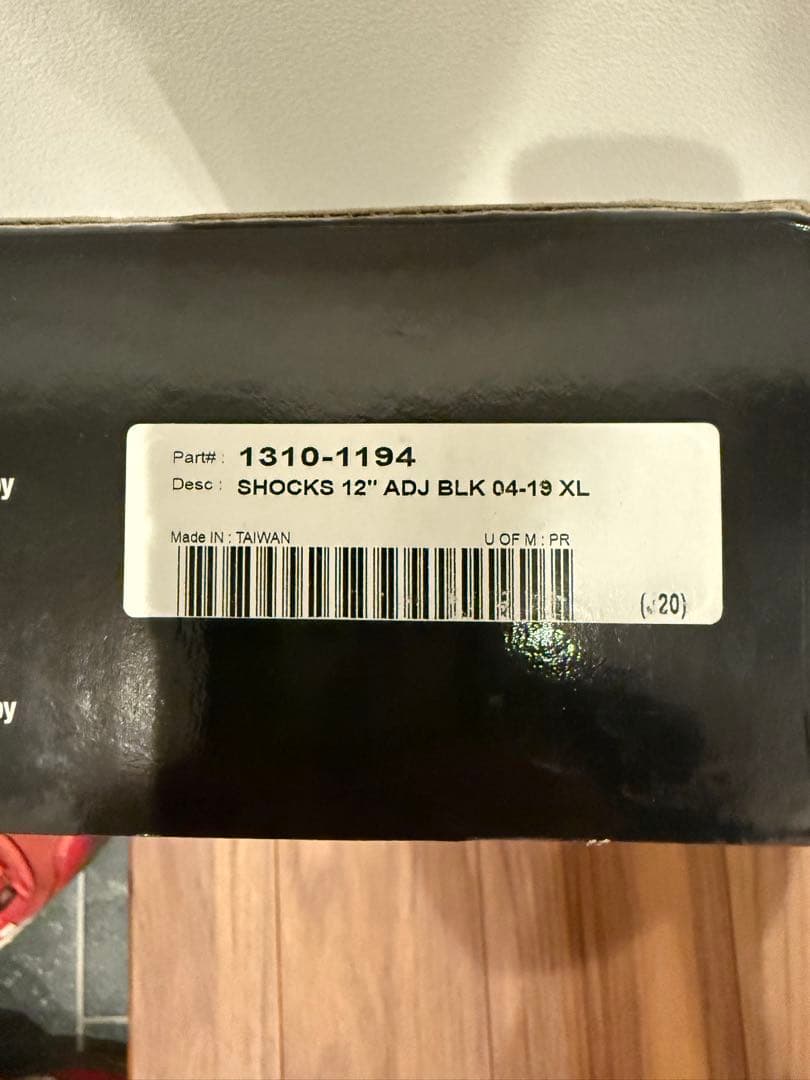 Part# : 1310-1194
Desc : SHOCKS 12" ADJ BLK 04-19 XL
Made IN : TAIWAN U OF M : PR